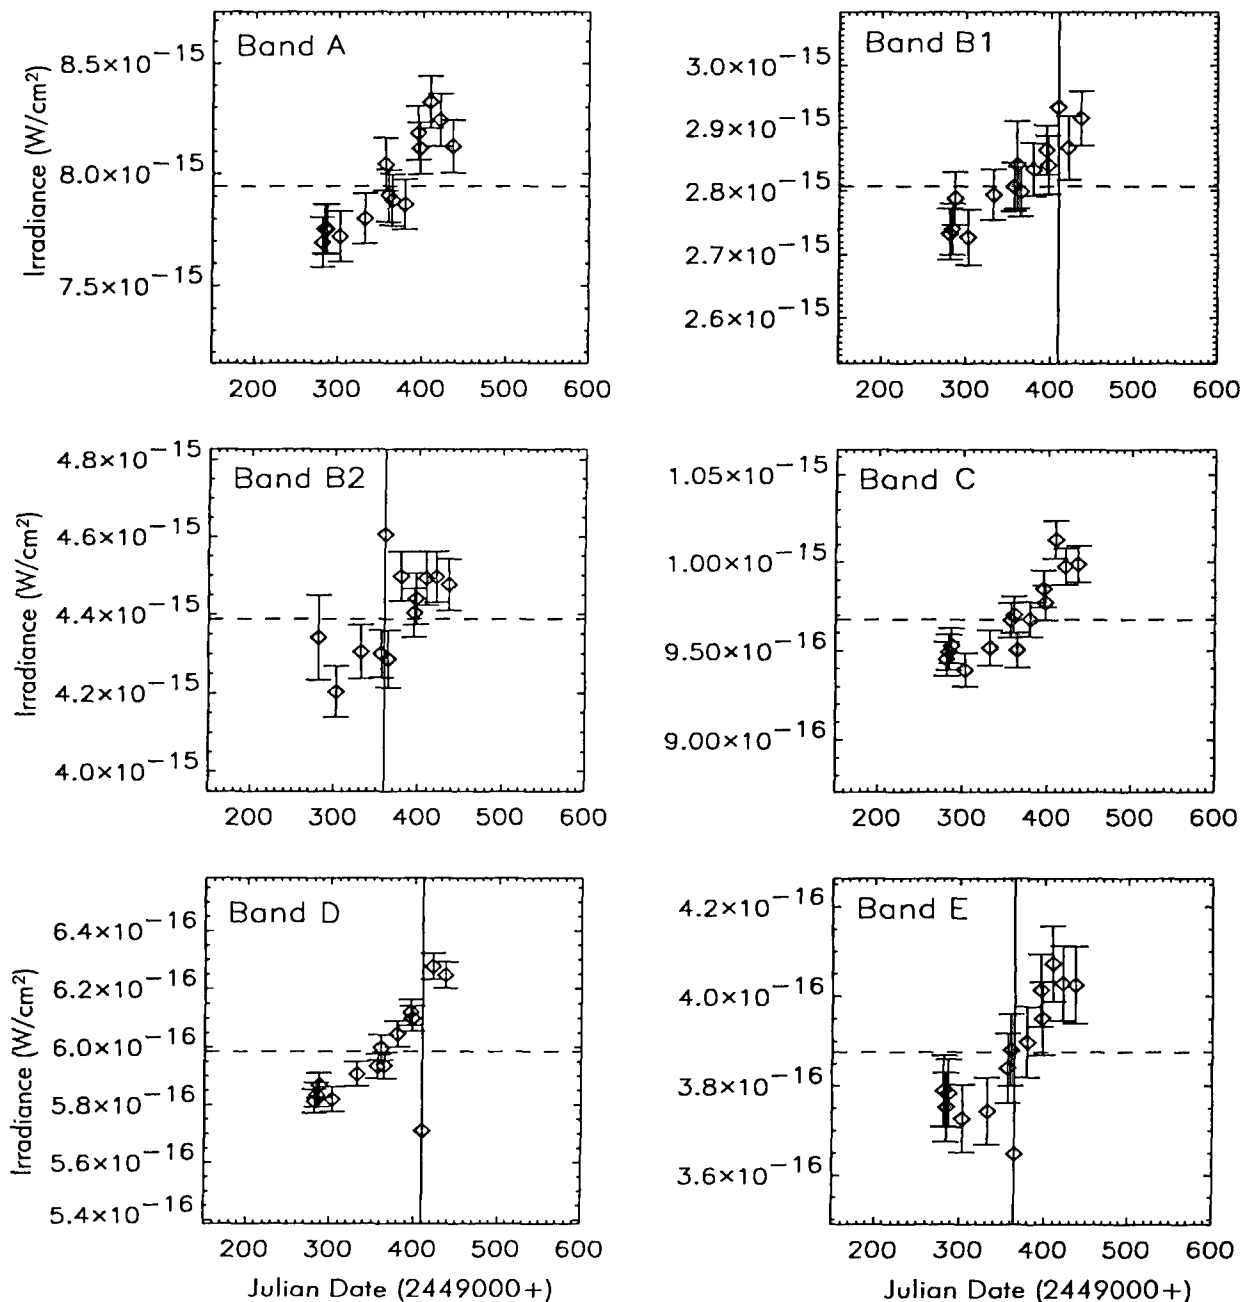 Band A
Irradiance (W/cm²)
8.5×10⁻¹⁵
8.0×10⁻¹⁵
7.5×10⁻¹⁵
200 300 400 500 600
Band B1
3.0×10⁻¹⁵
2.9×10⁻¹⁵
2.8×10⁻¹⁵
2.7×10⁻¹⁵
2.6×10⁻¹⁵
200 300 400 500 600
Band B2
Irradiance (W/cm²)
4.8×10⁻¹⁵
4.6×10⁻¹⁵
4.4×10⁻¹⁵
4.2×10⁻¹⁵
4.0×10⁻¹⁵
200 300 400 500 600
Band C
1.05×10⁻¹⁵
1.00×10⁻¹⁵
9.50×10⁻¹⁶
9.00×10⁻¹⁶
200 300 400 500 600
Band D
Irradiance (W/cm²)
6.4×10⁻¹⁶
6.2×10⁻¹⁶
6.0×10⁻¹⁶
5.8×10⁻¹⁶
5.6×10⁻¹⁶
5.4×10⁻¹⁶
200 300 400 500 600
Julian Date (2449000+)
Band E
4.2×10⁻¹⁶
4.0×10⁻¹⁶
3.8×10⁻¹⁶
3.6×10⁻¹⁶
200 300 400 500 600
Julian Date (2449000+)